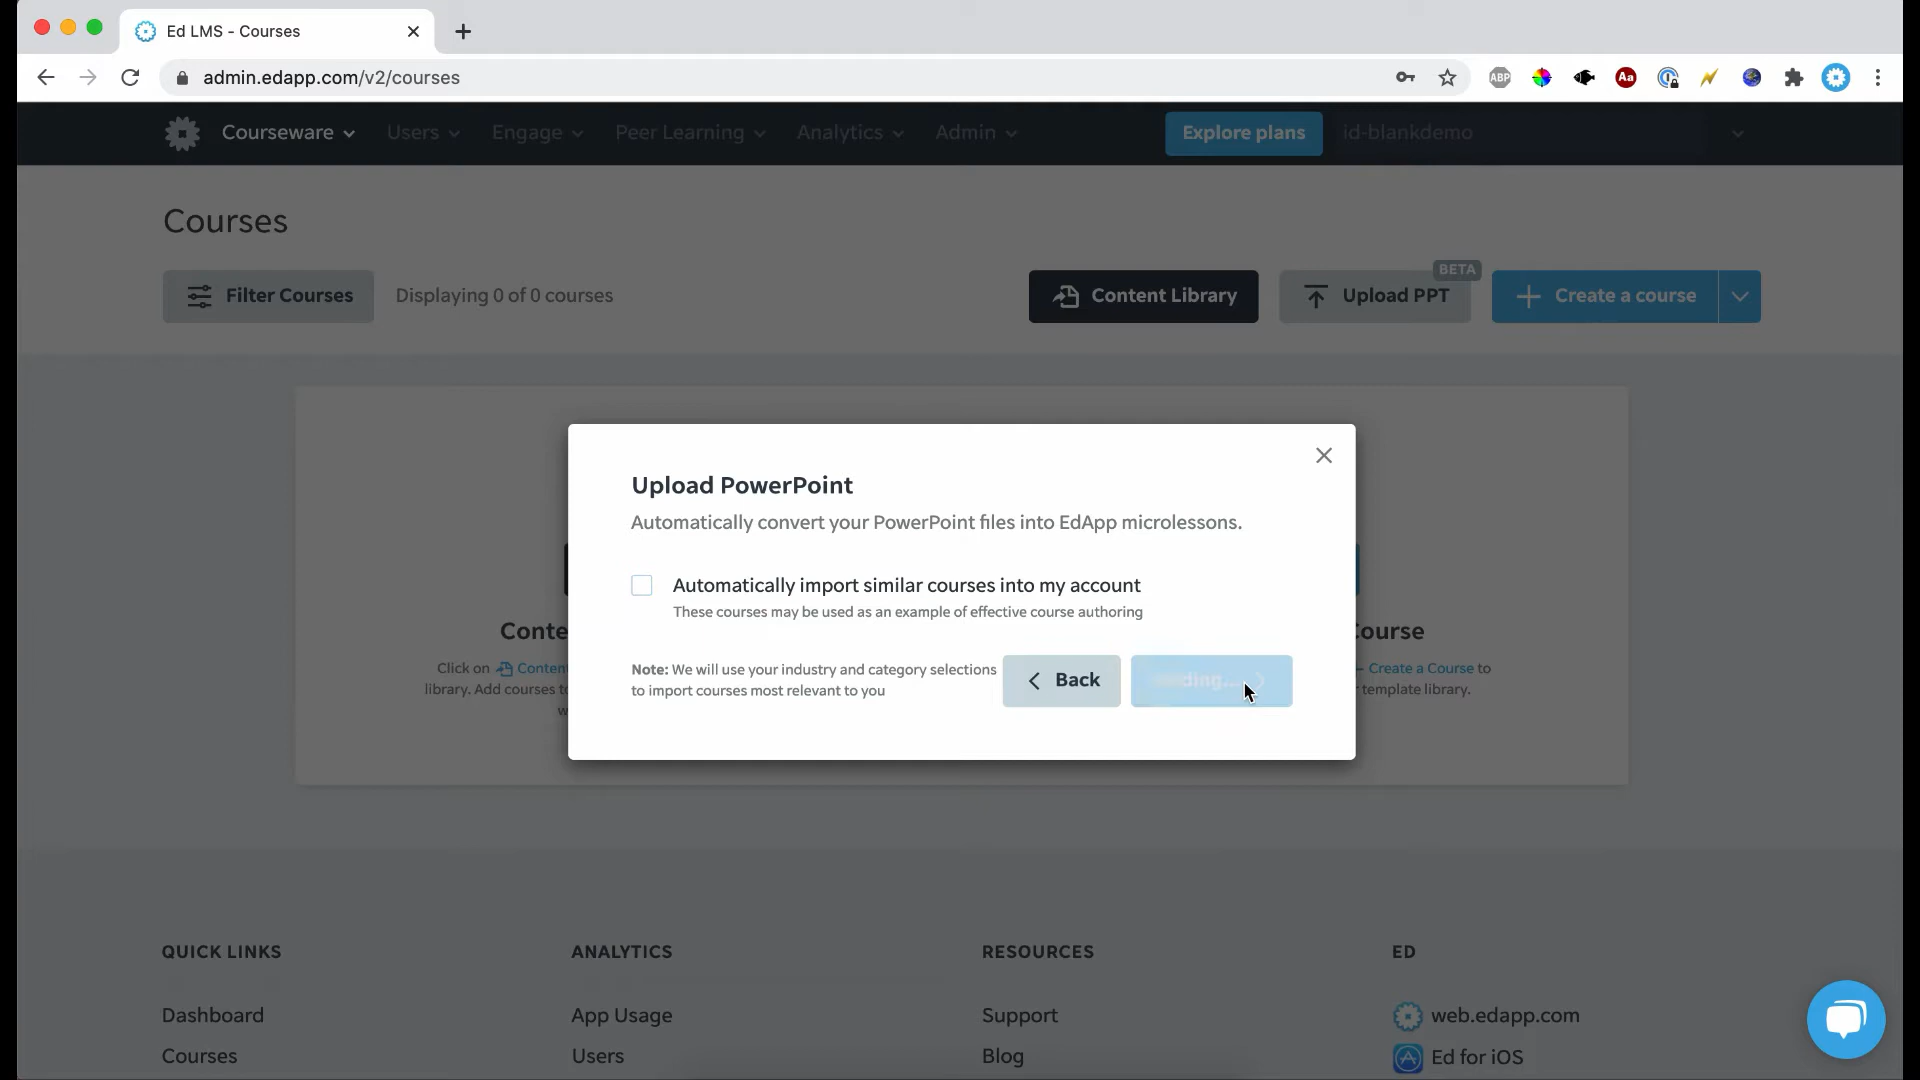 Ed LMS - Courses
admin.edapp.com/v2/courses
ABP
Aa
Courseware Users Engage Peer Learning Analytics Admin Explore plans id-blankdemo
Courses
Filter Courses Displaying 0 of 0 courses Content Library Upload PPT BETA Create a course
Upload PowerPoint
Automatically convert your PowerPoint files into EdApp microlessons.
Automatically import similar courses into my account
These courses may be used as an example of effective course authoring
Note: We will use your industry and category selections
to import courses most relevant to you
Back
Click on
library. Add courses
Course
Create a Course to
template library.
QUICK LINKS
Dashboard
Courses
ANALYTICS
App Usage
Users
RESOURCES
Support
Blog
ED
web.edapp.com
Ed for iOS